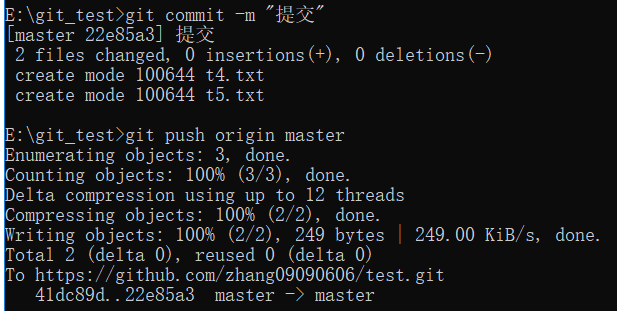 E:\git_test>git commit -m "提交"
[master 22e85a3] 提交
 2 files changed, 0 insertions(+), 0 deletions(-)
 create mode 100644 t4.txt
 create mode 100644 t5.txt

E:\git_test>git push origin master
Enumerating objects: 3, done.
Counting objects: 100% (3/3), done.
Delta compression using up to 12 threads
Compressing objects: 100% (2/2), done.
Writing objects: 100% (2/2), 249 bytes | 249.00 KiB/s, done.
Total 2 (delta 0), reused 0 (delta 0)
To https://github.com/zhang09090606/test.git
   41dc89d..22e85a3  master -> master